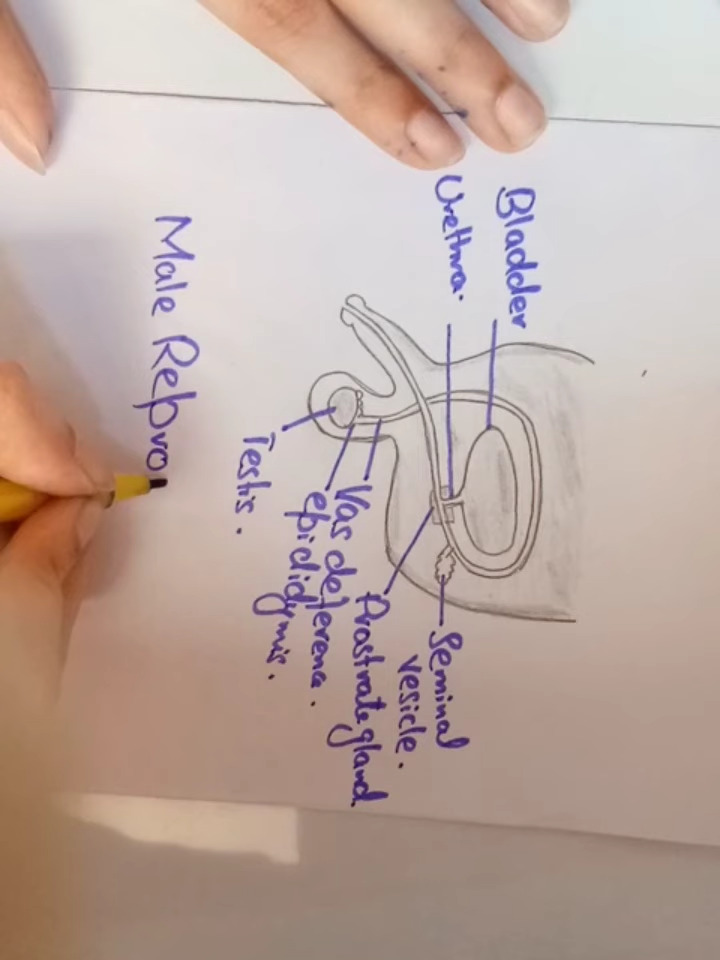 Bladder
Urethra.
Seminal
vesicle.
Prostrate gland
Vas deferena.
epididymis.
Testis.
Male Repro